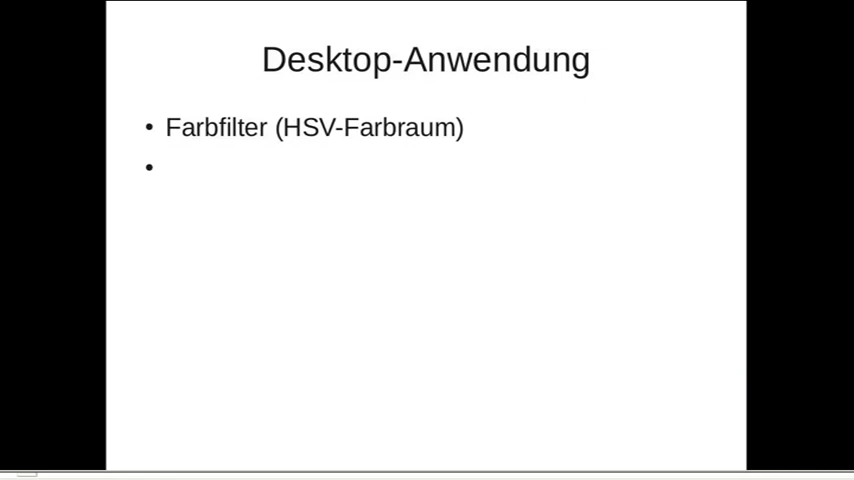 Desktop-Anwendung
• Farbfilter (HSV-Farbraum)
•